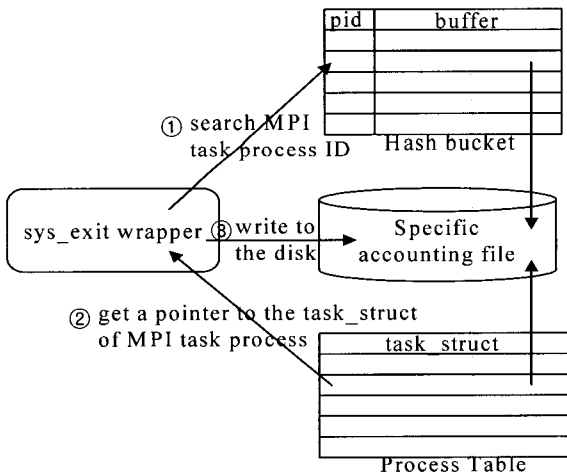 pid buffer
① search MPI
task process ID
Hash bucket
sys_exit wrapper
③ write to
the disk
Specific
accounting file
② get a pointer to the task_struct
of MPI task process
task_struct
Process Table